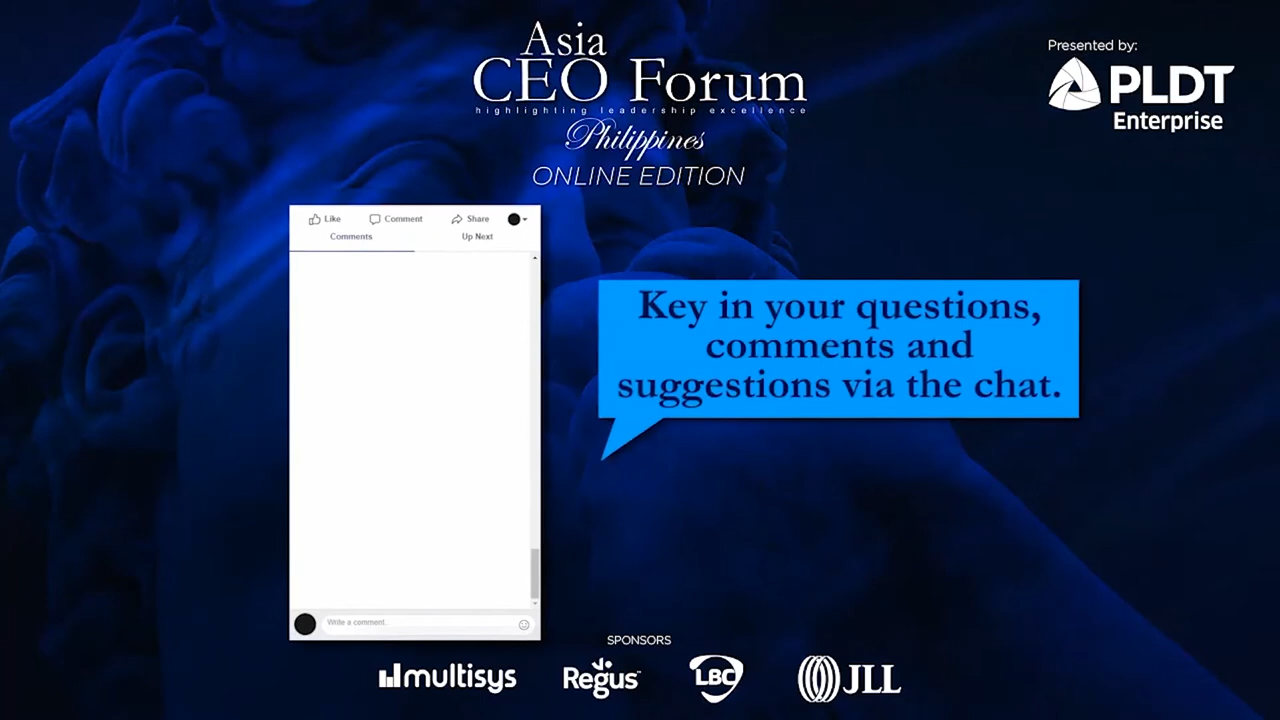 Asia
CEO Forum
highlighting leadership excellence
Philippines
ONLINE EDITION
Presented by:
PLDT
Enterprise
Like Comment Share
Comments Up Next
Key in your questions,
comments and
suggestions via the chat.
Write a comment..
SPONSORS
multisys Regus LBC JLL